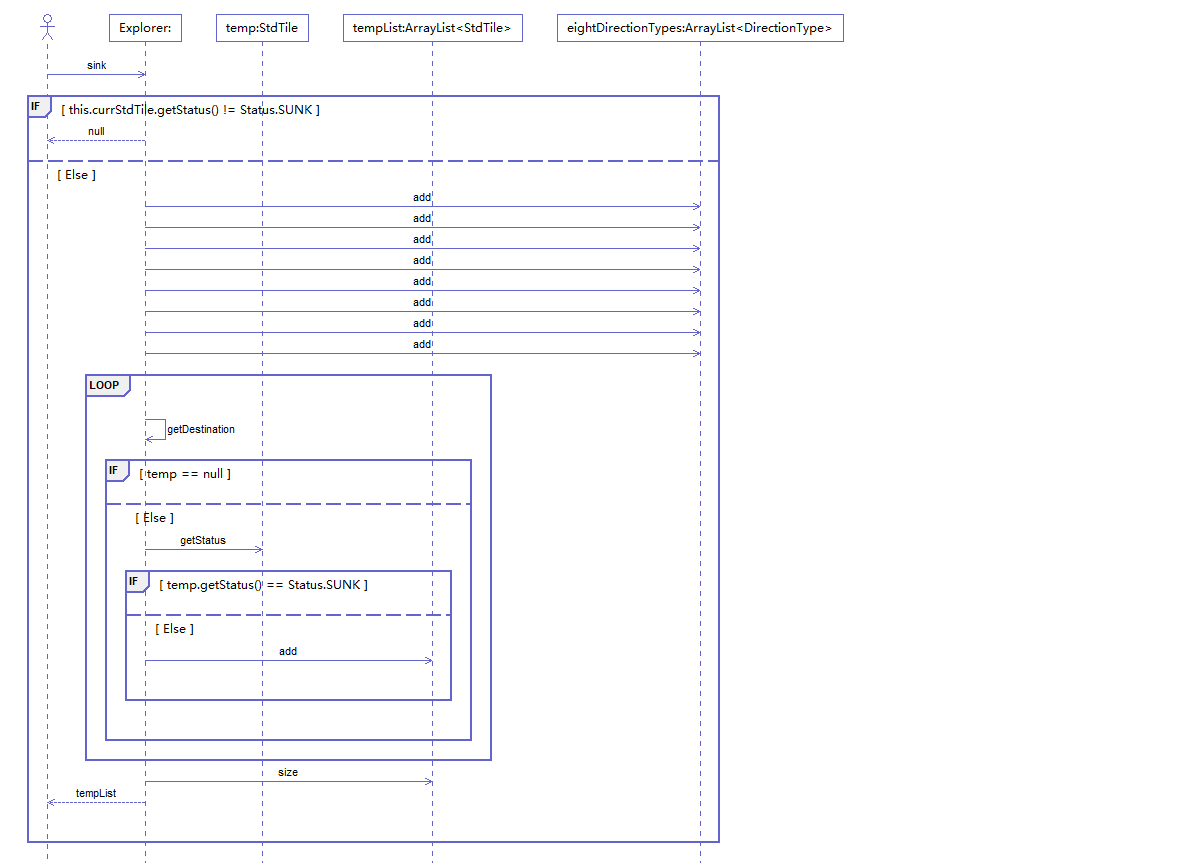 Explorer:
temp:StdTile
tempList:ArrayList<StdTile>
eightDirectionTypes:ArrayList<DirectionType>
sink
IF
[ this.currStdTile.getStatus() != Status.SUNK ]
null
[ Else ]
add
add
add
add
add
add
add
add
LOOP
getDestination
IF
[ temp == null ]
[ Else ]
getStatus
IF
[ temp.getStatus() == Status.SUNK ]
[ Else ]
add
size
tempList